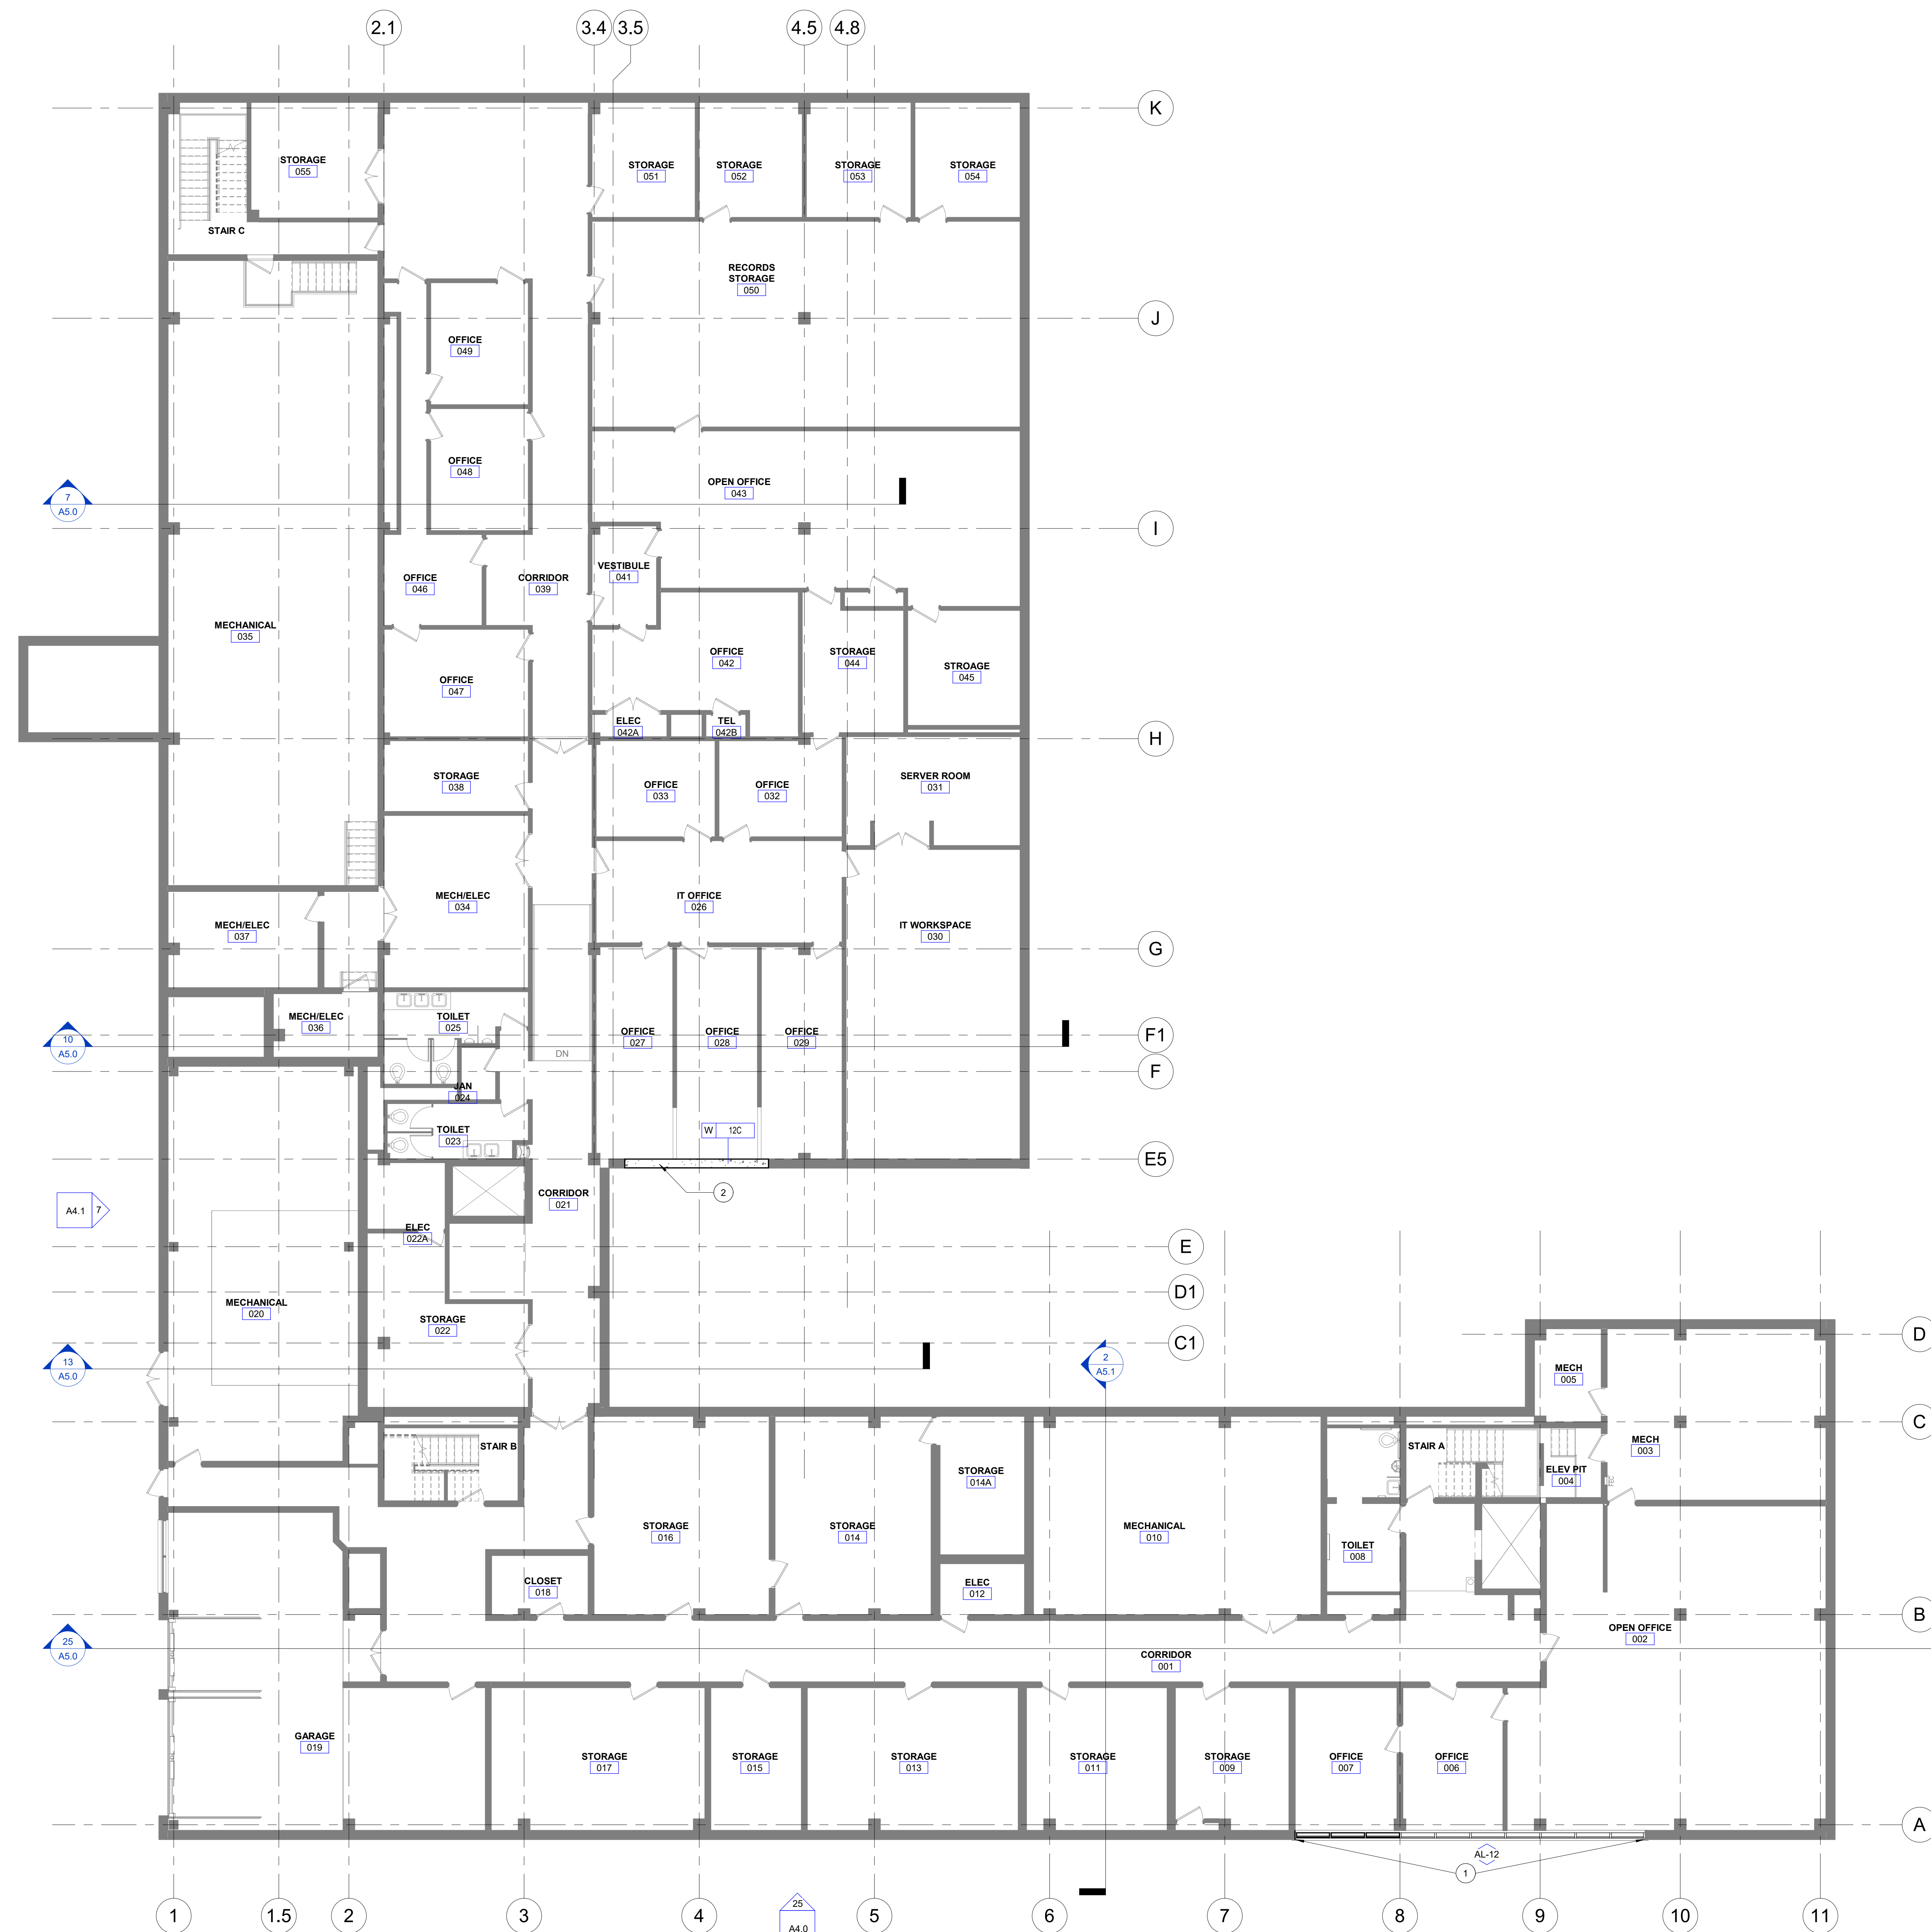 2.1
3.4
3.5
4.5
4.8
K
STORAGE
055
STORAGE
051
STORAGE
052
STORAGE
053
STORAGE
054
STAIR C
RECORDS
STORAGE
050
J
OFFICE
049
OFFICE
048
OPEN OFFICE
043
7
A5.0
I
VESTIBULE
041
OFFICE
046
CORRIDOR
039
MECHANICAL
035
OFFICE
042
STORAGE
044
STROAGE
045
OFFICE
047
ELEC
042A
TEL
042B
H
STORAGE
038
OFFICE
033
OFFICE
032
SERVER ROOM
031
MECH/ELEC
034
IT OFFICE
026
MECH/ELEC
037
IT WORKSPACE
030
G
MECH/ELEC
036
TOILET
025
OFFICE
027
OFFICE
028
OFFICE
029
F1
10
A5.0
DN
F
JAN
024
TOILET
023
W 12C
E5
2
CORRIDOR
021
A4.1 7
ELEC
022A
E
D1
MECHANICAL
020
STORAGE
022
D
C1
13
A5.0
2
A5.1
MECH
005
C
STAIR B
STAIR A
MECH
003
STORAGE
014A
ELEV PIT
004
STORAGE
016
STORAGE
014
MECHANICAL
010
TOILET
008
CLOSET
018
ELEC
012
B
OPEN OFFICE
002
25
A5.0
CORRIDOR
001
GARAGE
019
STORAGE
017
STORAGE
015
STORAGE
013
STORAGE
011
STORAGE
009
OFFICE
007
OFFICE
006
A
AL-12
1
1
1.5
2
3
4
25
A4.0
5
6
7
8
9
10
11